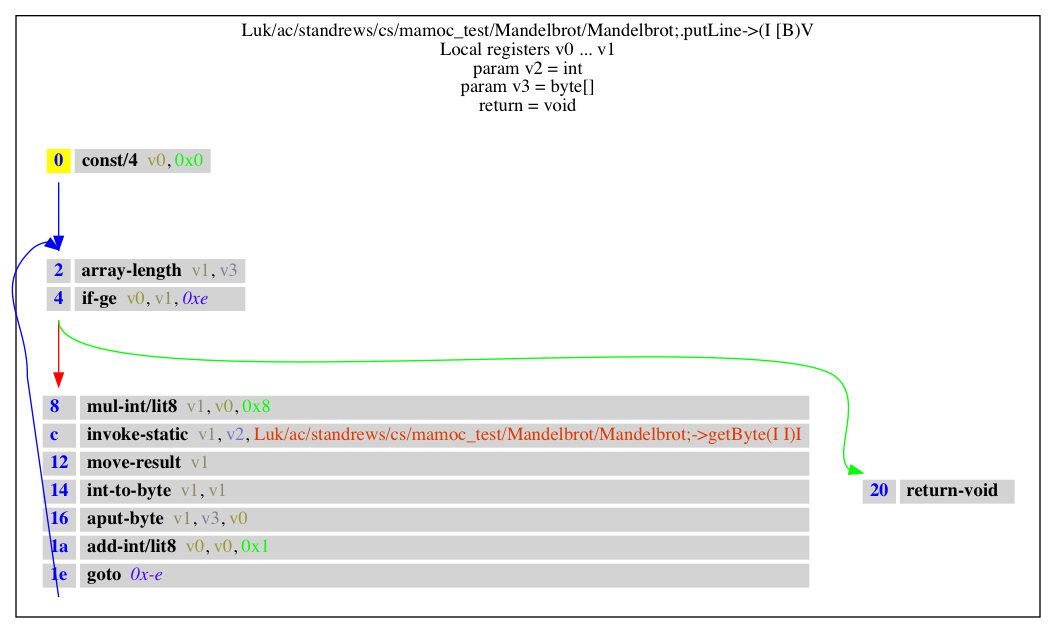 Luk/ac/standrews/cs/mamoc_test/Mandelbrot/Mandelbrot;.putLine->(I [B)V
Local registers v0 ... v1
param v2 = int
param v3 = byte[]
return = void
0 const/4 v0, 0x0
2 array-length v1, v3
4 if-ge v0, v1, 0xe
8 mul-int/lit8 v1, v0, 0x8
c invoke-static v1, v2, Luk/ac/standrews/cs/mamoc_test/Mandelbrot/Mandelbrot;->getByte(I I)I
12 move-result v1
14 int-to-byte v1, v1
16 aput-byte v1, v3, v0
1a add-int/lit8 v0, v0, 0x1
1e goto 0x-e
20 return-void